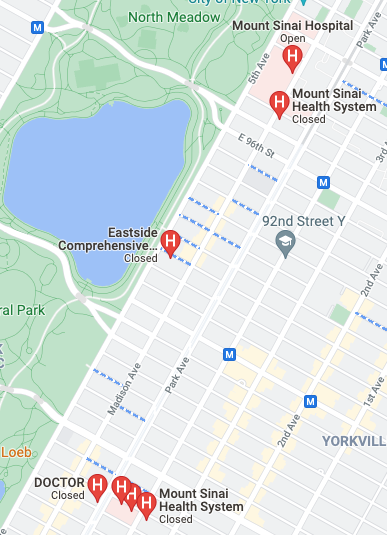 City of New York
North Meadow
Mount Sinai Hospital
Open
Park Ave
M
5th Ave
H
M
H
Mount Sinai
Health System
Closed
E 96th St
3rd
M
92nd Street Y
Eastside
Comprehensive...
Closed
H
2nd Ave
ral Park
M
Madison Ave
Park Ave
M
1st Ave
2nd Ave
YORKVILL
Loeb
DOCTOR
Closed
H
H
H
H
Mount Sinai
Health System
Closed